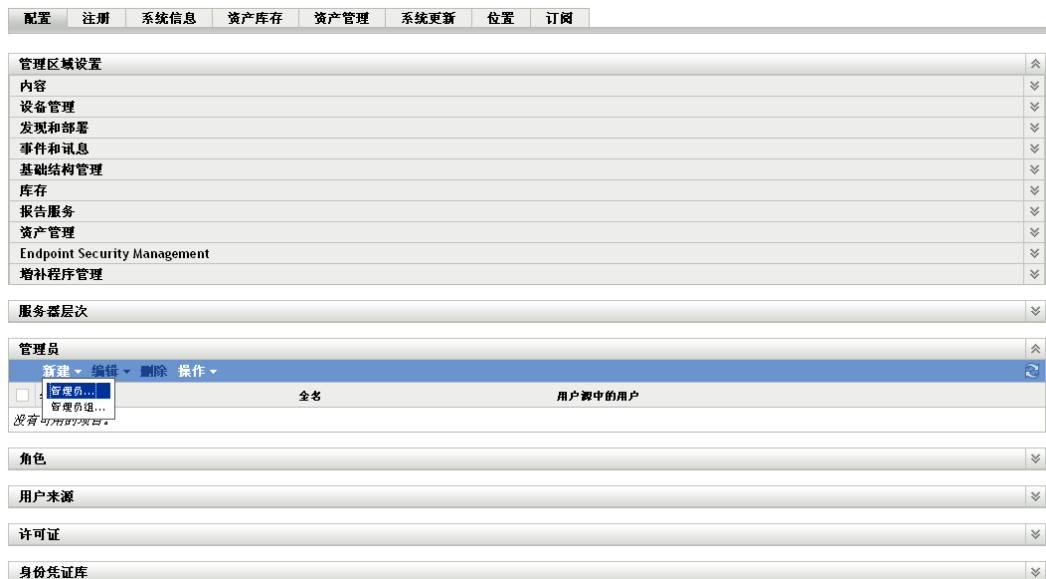 配置 注册 系统信息 资产库存 资产管理 系统更新 位置 订阅
管理区域设置
内容
设备管理
发现和部署
事件和讯息
基础结构管理
库存
报告服务
资产管理
Endpoint Security Management
增补程序管理
服务器层次
管理员
新建 编辑 删除 操作
管理员...
全名 用户源中的用户
管理员组...
没有可用的项目。
角色
用户来源
许可证
身份凭证库